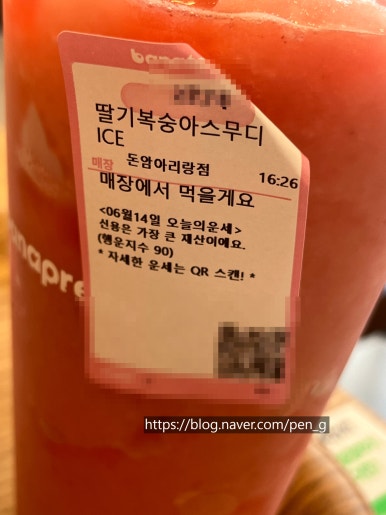 딸기복숭아스무디
ICE
매장 돈암아리랑점 16:26
매장에서 먹을게요
<06월14일 오늘의운세>
신용은 가장 큰 재산이에요.
(행운지수 90)
* 자세한 운세는 QR 스캔! *
https://blog.naver.com/pen_g